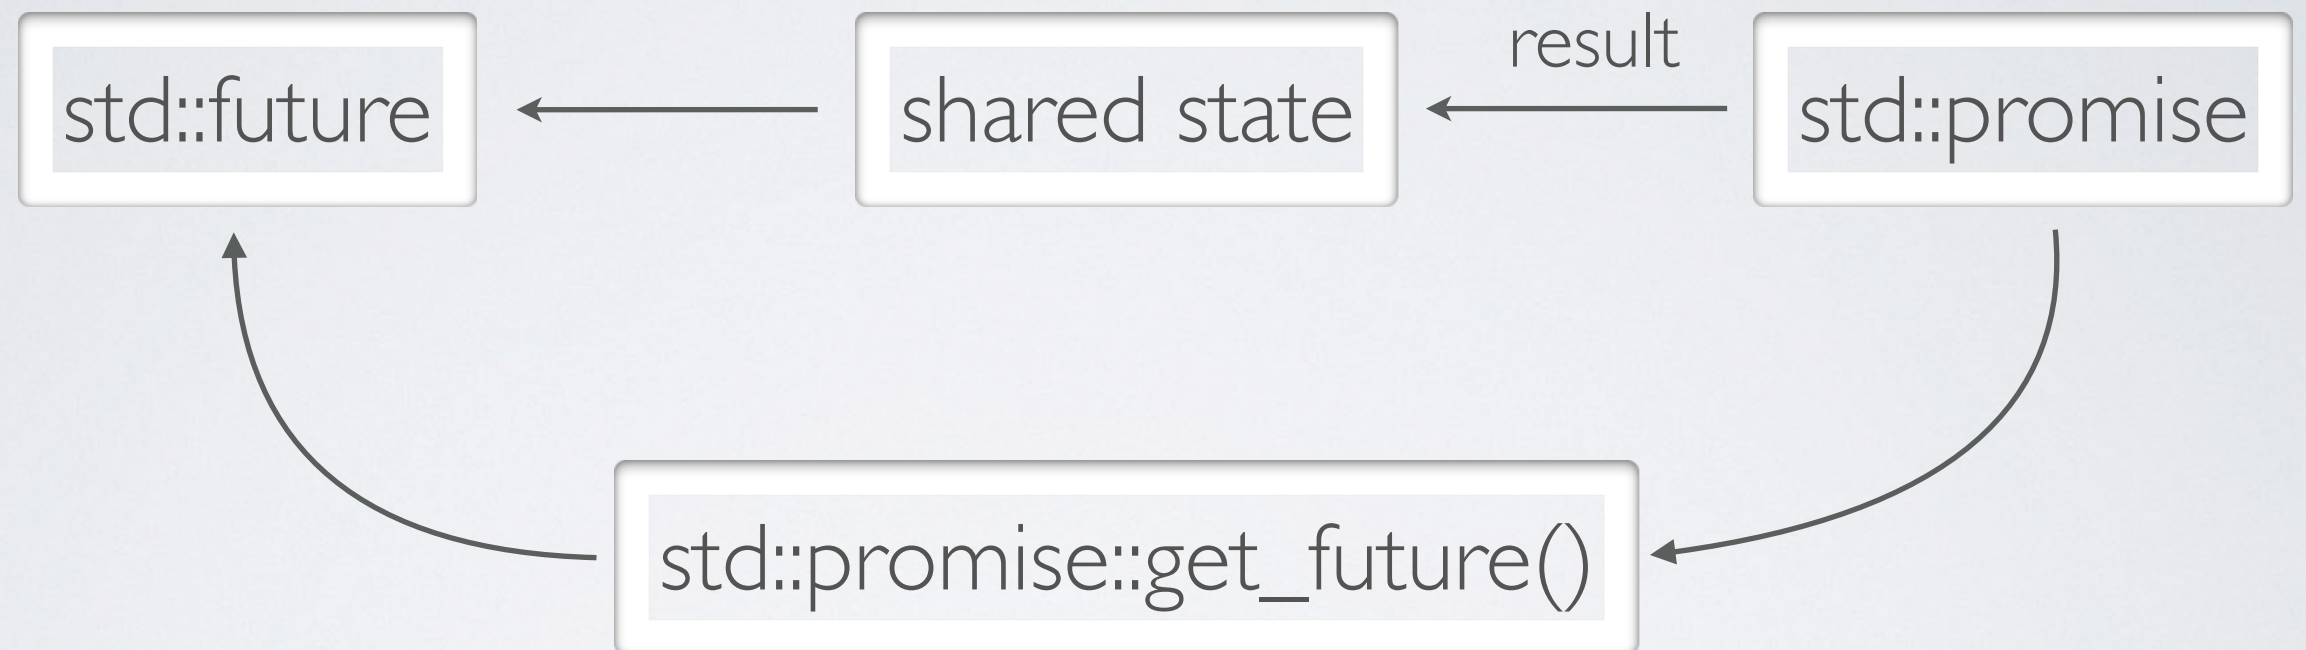 std::future
shared state
result
std::promise
std::promise::get_future()